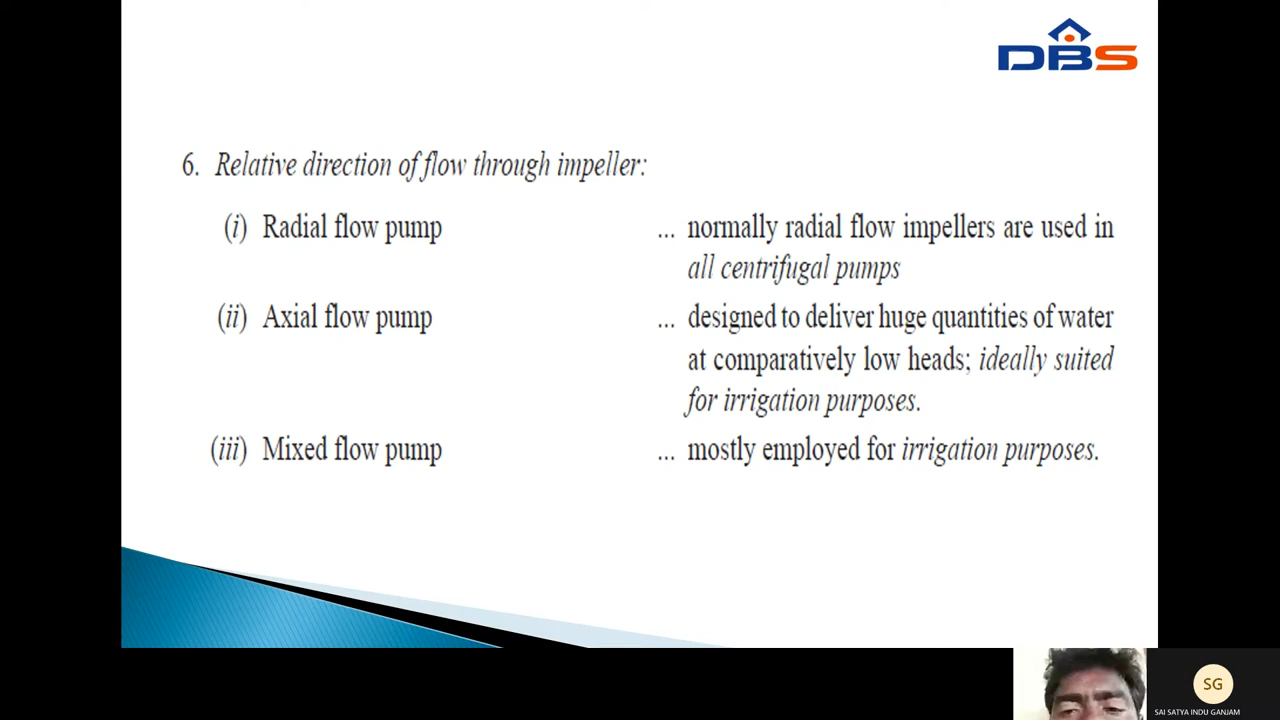 DBS
6. Relative direction of flow through impeller:
(i) Radial flow pump ... normally radial flow impellers are used in
all centrifugal pumps
(ii) Axial flow pump ... designed to deliver huge quantities of water
at comparatively low heads; ideally suited
for irrigation purposes.
(iii) Mixed flow pump ... mostly employed for irrigation purposes.
SG
SAI SATYA INDU GANJAM